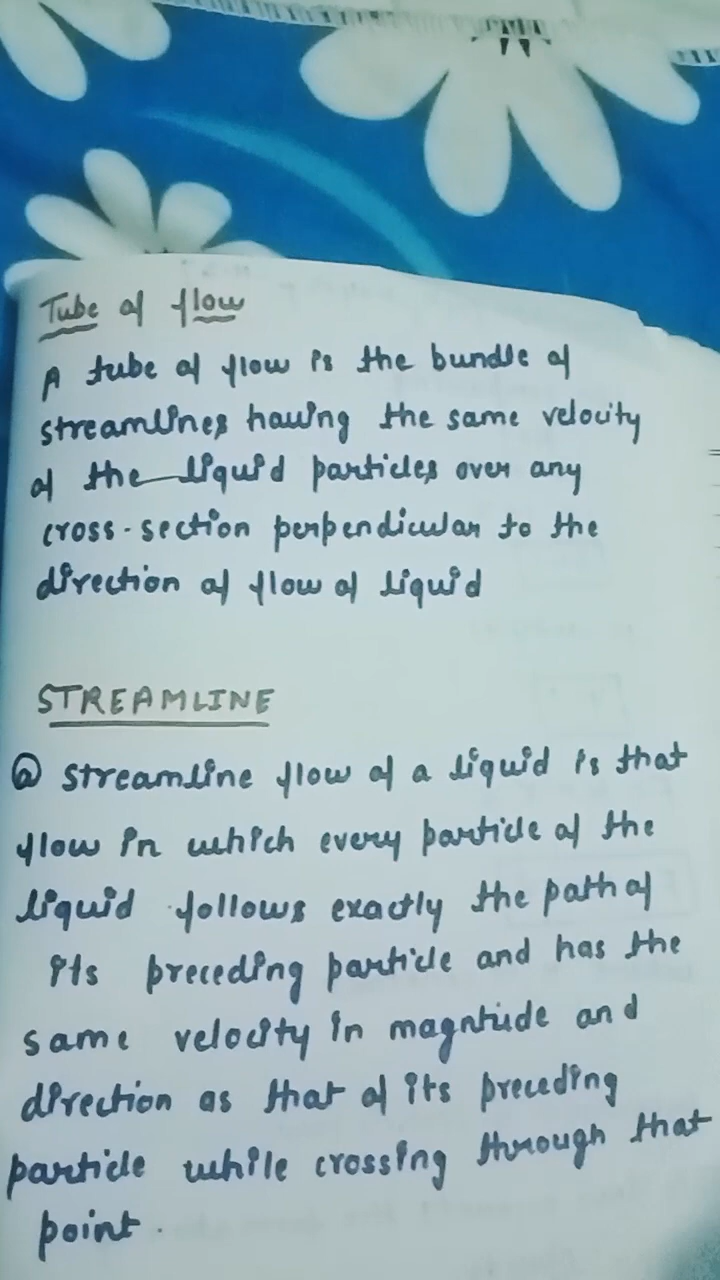 Tube of flow
A tube of flow is the bundle of
streamlines having the same velocity
of the liquid particles over any
cross-section perpendicular to the
direction of flow of liquid
STREAMLINE
@ streamline flow of a liquid is that
flow in which every particle of the
liquid follows exactly the path of
its preceding particle and has the
same velocity in magntiude and
direction as that of its preceding
particle while crossing through that
point.